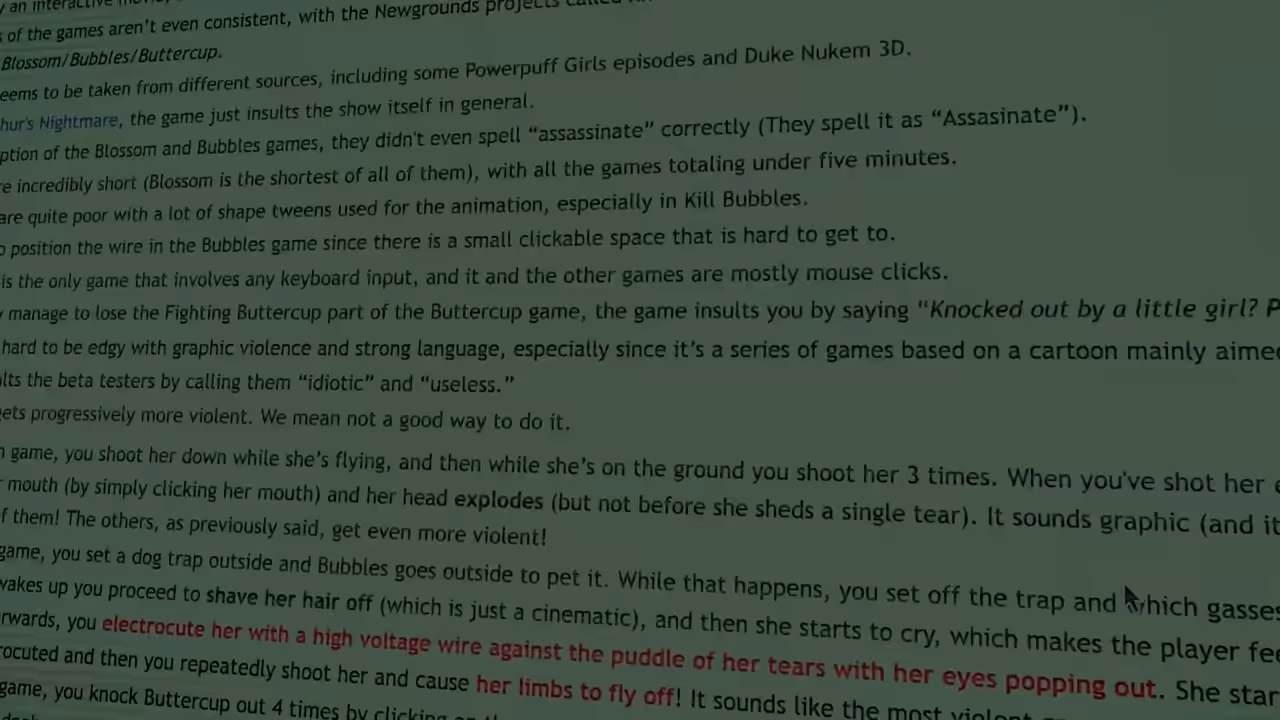 an interactive
of the games aren't even consistent, with the Newgrounds projects called
Blossom/Bubbles/Buttercup.
eems to be taken from different sources, including some Powerpuff Girls episodes and Duke Nukem 3D.
hur's Nightmare, the game just insults the show itself in general.
ption of the Blossom and Bubbles games, they didn't even spell "assassinate" correctly (They spell it as "Assasinate").
re incredibly short (Blossom is the shortest of all of them), with all the games totaling under five minutes.
are quite poor with a lot of shape tweens used for the animation, especially in Kill Bubbles.
o position the wire in the Bubbles game since there is a small clickable space that is hard to get to.
is the only game that involves any keyboard input, and it and the other games are mostly mouse clicks.
y manage to lose the Fighting Buttercup part of the Buttercup game, the game insults you by saying "Knocked out by a little girl? P
hard to be edgy with graphic violence and strong language, especially since it's a series of games based on a cartoon mainly aime
lts the beta testers by calling them "idiotic" and "useless."
gets progressively more violent. We mean not a good way to do it.
n game, you shoot her down while she's flying, and then while she's on the ground you shoot her 3 times. When you've shot her
r mouth (by simply clicking her mouth) and her head explodes (but not before she sheds a single tear). It sounds graphic (and it
f them! The others, as previously said, get even more violent!
game, you set a dog trap outside and Bubbles goes outside to pet it. While that happens, you set off the trap and which gasse
wakes up you proceed to shave her hair off (which is just a cinematic), and then she starts to cry, which makes the player fee
rwards, you electrocute her with a high voltage wire against the puddle of her tears with her eyes popping out. She star
rocuted and then you repeatedly shoot her and cause her limbs to fly off! It sounds like the most violent
game, you knock Buttercup out 4 times by clicking on